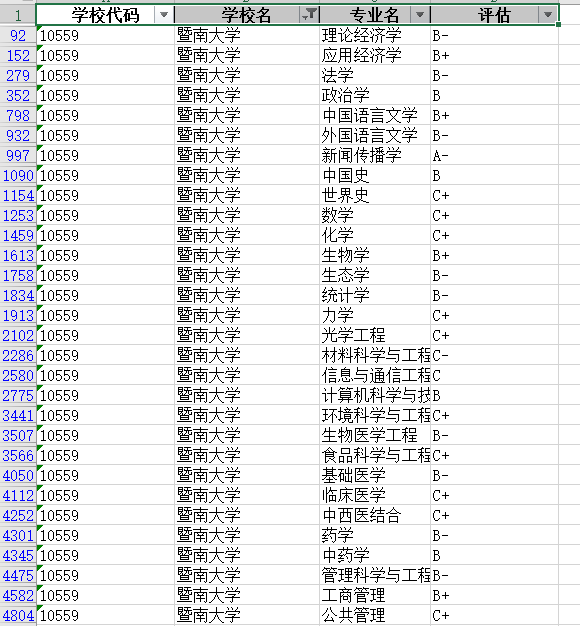 1 学校代码 学校名 专业名 评估
92 10559 暨南大学 理论经济学 B-
152 10559 暨南大学 应用经济学 B+
279 10559 暨南大学 法学 B-
352 10559 暨南大学 政治学 B
798 10559 暨南大学 中国语言文学 B+
932 10559 暨南大学 外国语言文学 B-
997 10559 暨南大学 新闻传播学 A-
1090 10559 暨南大学 中国史 B
1154 10559 暨南大学 世界史 C+
1253 10559 暨南大学 数学 C+
1459 10559 暨南大学 化学 C+
1613 10559 暨南大学 生物学 B+
1758 10559 暨南大学 生态学 B-
1834 10559 暨南大学 统计学 B-
1913 10559 暨南大学 力学 C+
2102 10559 暨南大学 光学工程 C+
2286 10559 暨南大学 材料科学与工程 C-
2580 10559 暨南大学 信息与通信工程 C
2775 10559 暨南大学 计算机科学与技 B
3441 10559 暨南大学 环境科学与工程 C+
3507 10559 暨南大学 生物医学工程 B-
3566 10559 暨南大学 食品科学与工程 C+
4050 10559 暨南大学 基础医学 B-
4112 10559 暨南大学 临床医学 C+
4252 10559 暨南大学 中西医结合 C+
4301 10559 暨南大学 药学 B-
4345 10559 暨南大学 中药学 B
4475 10559 暨南大学 管理科学与工程 B-
4582 10559 暨南大学 工商管理 B+
4804 10559 暨南大学 公共管理 C+